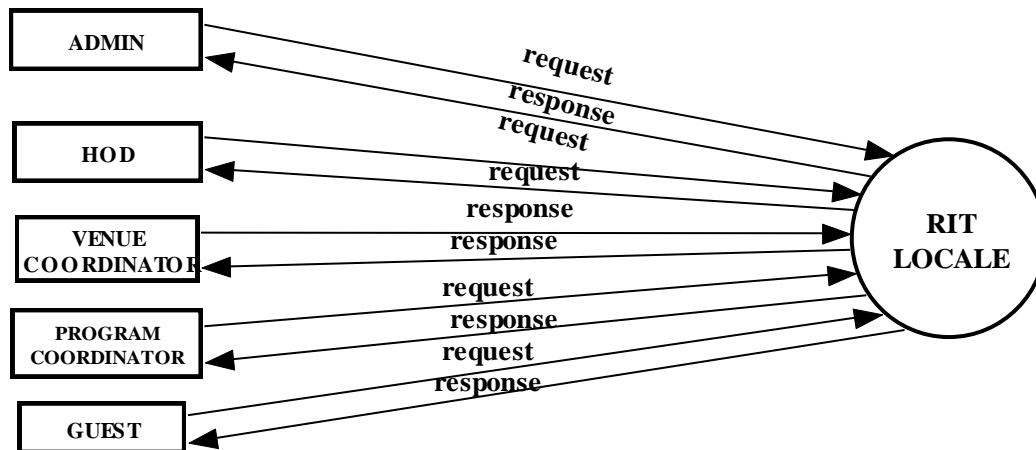 ADMIN
request
response
request
HOD
request
response
VENUE
COORDINATOR
response
RIT
LOCALE
request
PROGRAM
COORDINATOR
response
request
response
GUEST